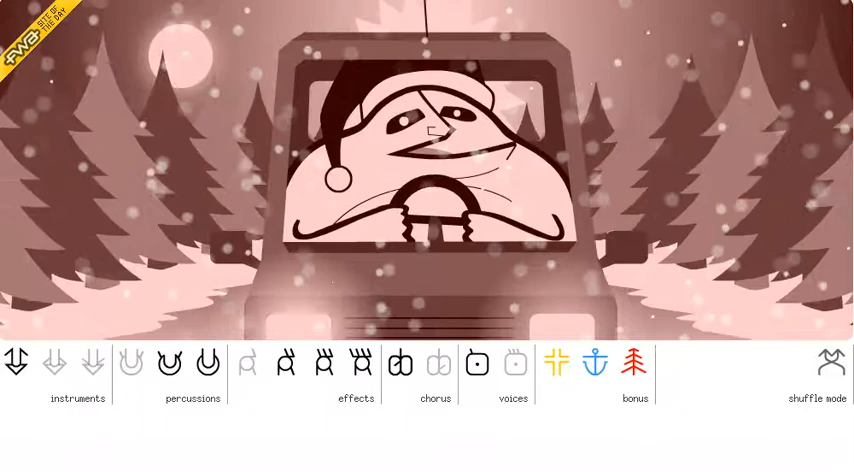 FWA SITE OF
THE DAY
instruments
percussions
effects
chorus
voices
bonus
shuffle mode